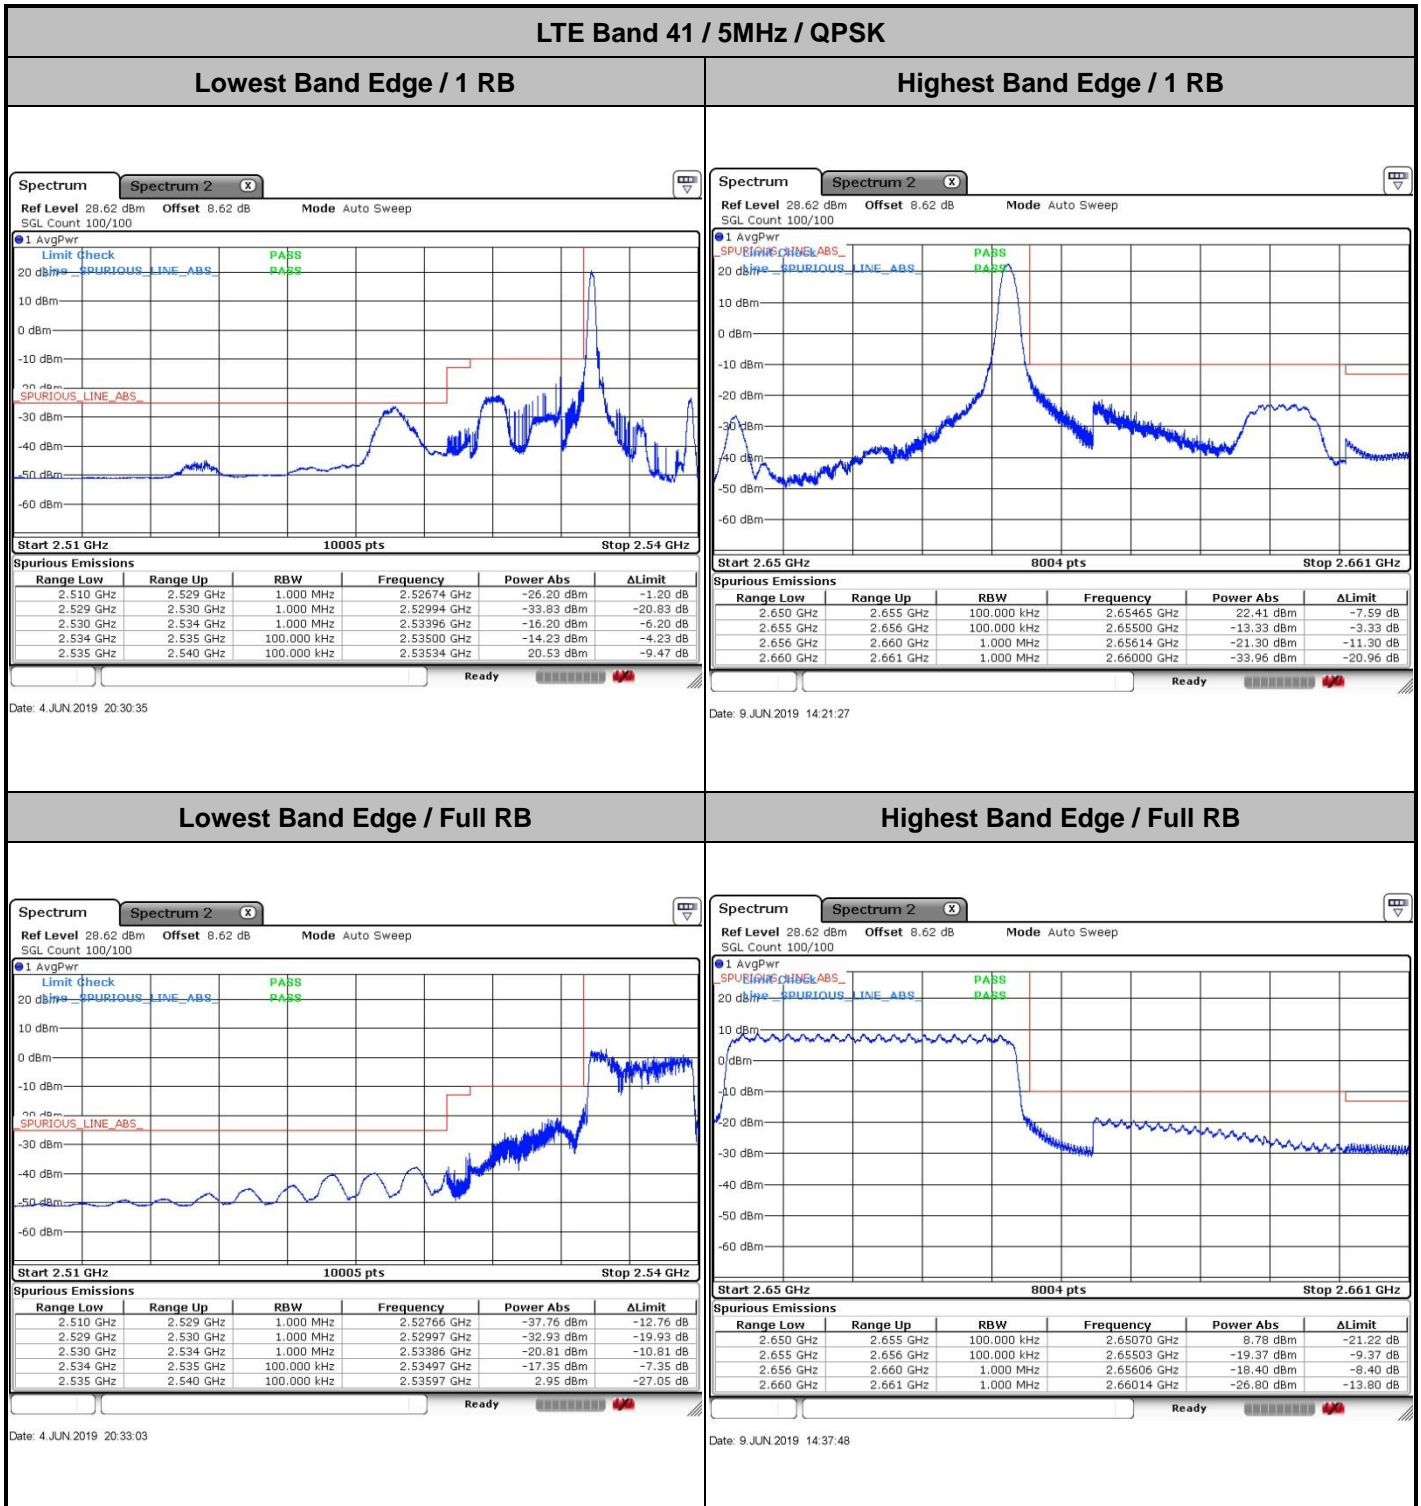 LTE Band 41 / 5MHz / QPSK
Lowest Band Edge / 1 RB
Highest Band Edge / 1 RB
Spectrum
Spectrum 2
Ref Level 28.62 dBm Offset 8.62 dB Mode Auto Sweep
SGL Count 100/100
1 AvgPwr
Limit Check PASS
Line _SPURIOUS_LINE_ABS_ PASS
20 dBm
10 dBm
0 dBm
-10 dBm
-20 dBm
_SPURIOUS_LINE_ABS_
-30 dBm
-40 dBm
-50 dBm
-60 dBm
Start 2.51 GHz 10005 pts Stop 2.54 GHz
Spurious Emissions
Range Low Range Up RBW Frequency Power Abs ΔLimit
2.510 GHz 2.529 GHz 1.000 MHz 2.52674 GHz -26.20 dBm -1.20 dB
2.529 GHz 2.530 GHz 1.000 MHz 2.52994 GHz -33.83 dBm -20.83 dB
2.530 GHz 2.534 GHz 1.000 MHz 2.53396 GHz -16.20 dBm -6.20 dB
2.534 GHz 2.535 GHz 100.000 kHz 2.53500 GHz -14.23 dBm -4.23 dB
2.535 GHz 2.540 GHz 100.000 kHz 2.53534 GHz 20.53 dBm -9.47 dB
Ready
Date: 4.JUN.2019 20:30:35
Spectrum
Spectrum 2
Ref Level 28.62 dBm Offset 8.62 dB Mode Auto Sweep
SGL Count 100/100
1 AvgPwr
_SPURIOUS_LINE_ABS_
Limit Check PASS
Line _SPURIOUS_LINE_ABS_ PASS
20 dBm
10 dBm
0 dBm
-10 dBm
-20 dBm
-30 dBm
-40 dBm
-50 dBm
-60 dBm
Start 2.65 GHz 8004 pts Stop 2.661 GHz
Spurious Emissions
Range Low Range Up RBW Frequency Power Abs ΔLimit
2.650 GHz 2.655 GHz 100.000 kHz 2.65465 GHz 22.41 dBm -7.59 dB
2.655 GHz 2.656 GHz 100.000 kHz 2.65500 GHz -13.33 dBm -3.33 dB
2.656 GHz 2.660 GHz 1.000 MHz 2.65614 GHz -21.30 dBm -11.30 dB
2.660 GHz 2.661 GHz 1.000 MHz 2.66000 GHz -33.96 dBm -20.96 dB
Ready
Date: 9.JUN.2019 14:21:27
Lowest Band Edge / Full RB
Highest Band Edge / Full RB
Spectrum
Spectrum 2
Ref Level 28.62 dBm Offset 8.62 dB Mode Auto Sweep
SGL Count 100/100
1 AvgPwr
Limit Check PASS
Line _SPURIOUS_LINE_ABS_ PASS
20 dBm
10 dBm
0 dBm
-10 dBm
-20 dBm
_SPURIOUS_LINE_ABS_
-30 dBm
-40 dBm
-50 dBm
-60 dBm
Start 2.51 GHz 10005 pts Stop 2.54 GHz
Spurious Emissions
Range Low Range Up RBW Frequency Power Abs ΔLimit
2.510 GHz 2.529 GHz 1.000 MHz 2.52766 GHz -37.76 dBm -12.76 dB
2.529 GHz 2.530 GHz 1.000 MHz 2.52997 GHz -32.93 dBm -19.93 dB
2.530 GHz 2.534 GHz 1.000 MHz 2.53386 GHz -20.81 dBm -10.81 dB
2.534 GHz 2.535 GHz 100.000 kHz 2.53497 GHz -17.35 dBm -7.35 dB
2.535 GHz 2.540 GHz 100.000 kHz 2.53597 GHz 2.95 dBm -27.05 dB
Ready
Date: 4.JUN.2019 20:33:03
Spectrum
Spectrum 2
Ref Level 28.62 dBm Offset 8.62 dB Mode Auto Sweep
SGL Count 100/100
1 AvgPwr
_SPURIOUS_LINE_ABS_
Limit Check PASS
Line _SPURIOUS_LINE_ABS_ PASS
20 dBm
10 dBm
0 dBm
-10 dBm
-20 dBm
-30 dBm
-40 dBm
-50 dBm
-60 dBm
Start 2.65 GHz 8004 pts Stop 2.661 GHz
Spurious Emissions
Range Low Range Up RBW Frequency Power Abs ΔLimit
2.650 GHz 2.655 GHz 100.000 kHz 2.65070 GHz 8.78 dBm -21.22 dB
2.655 GHz 2.656 GHz 100.000 kHz 2.65503 GHz -19.37 dBm -9.37 dB
2.656 GHz 2.660 GHz 1.000 MHz 2.65606 GHz -18.40 dBm -8.40 dB
2.660 GHz 2.661 GHz 1.000 MHz 2.66014 GHz -26.80 dBm -13.80 dB
Ready
Date: 9.JUN.2019 14:37:48